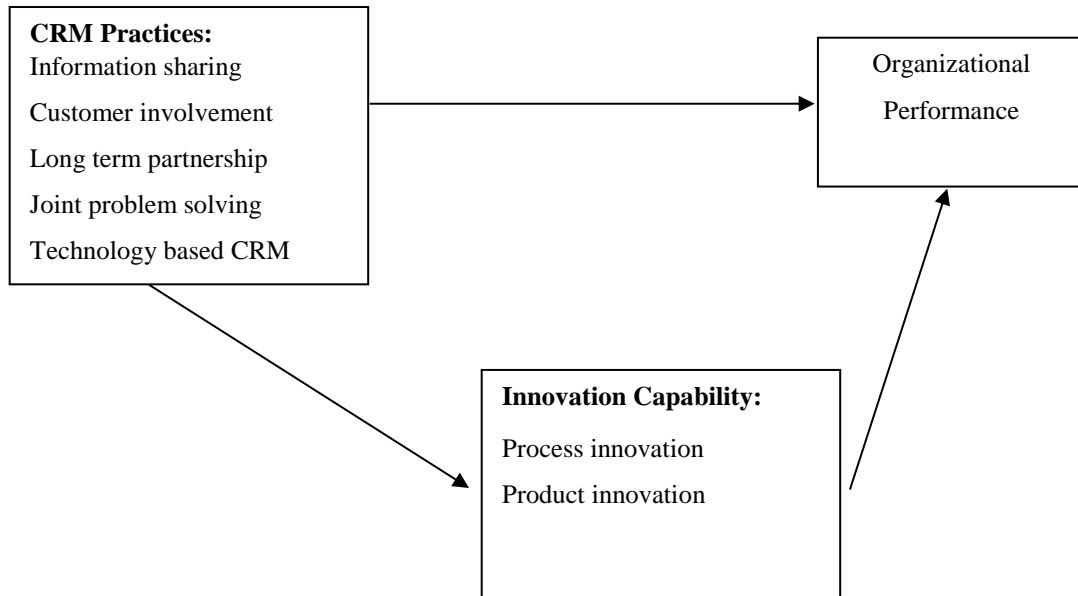 CRM Practices:
Information sharing
Customer involvement
Long term partnership
Joint problem solving
Technology based CRM
Organizational
Performance
Innovation Capability:
Process innovation
Product innovation